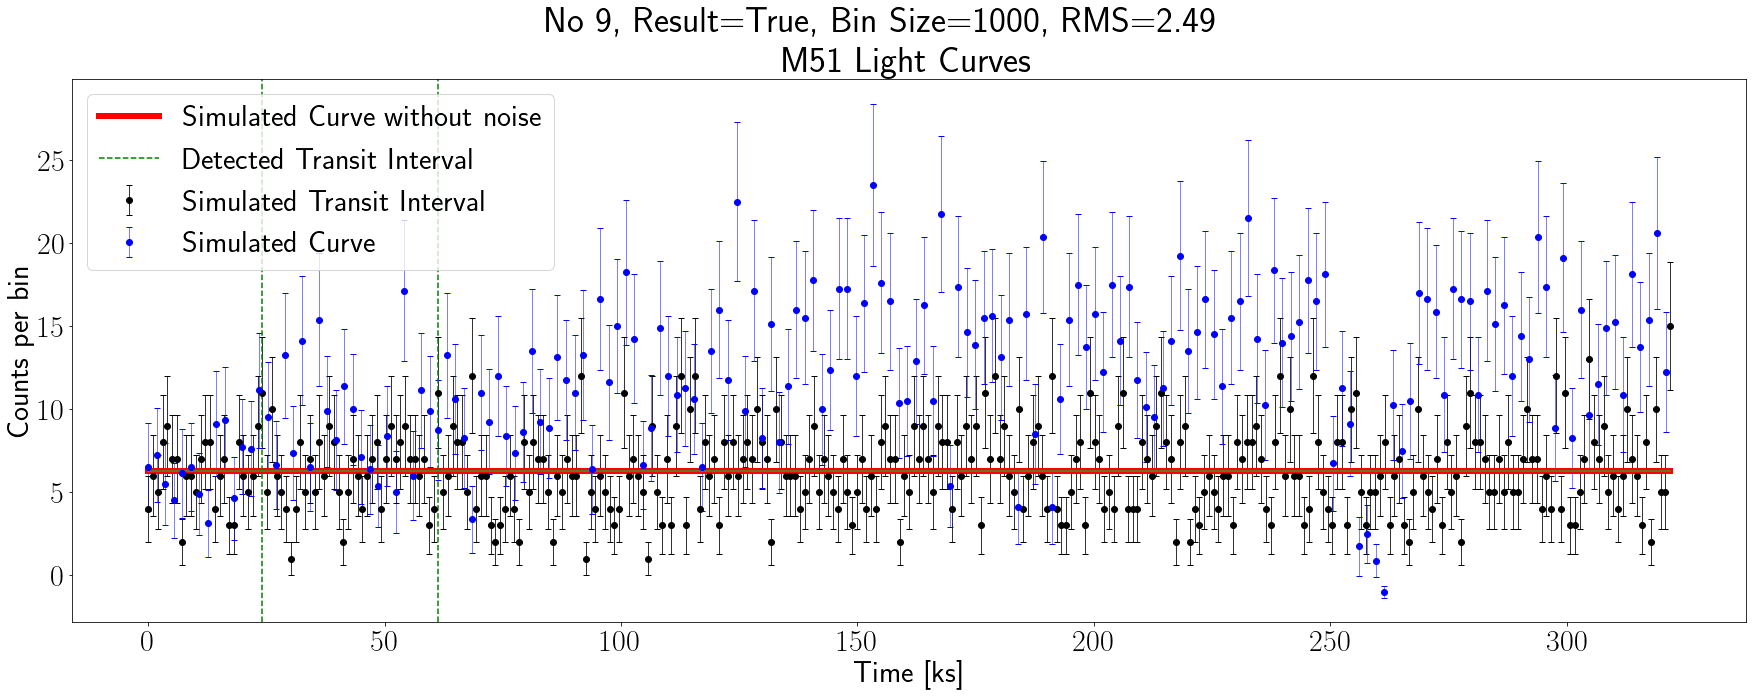 No 9, Result=True, Bin Size=1000, RMS=2.49
M51 Light Curves
Simulated Curve without noise
Detected Transit Interval
Simulated Transit Interval
Simulated Curve
Counts per bin
25
20
15
10
5
0
0 50 100 150 200 250 300
Time [ks]